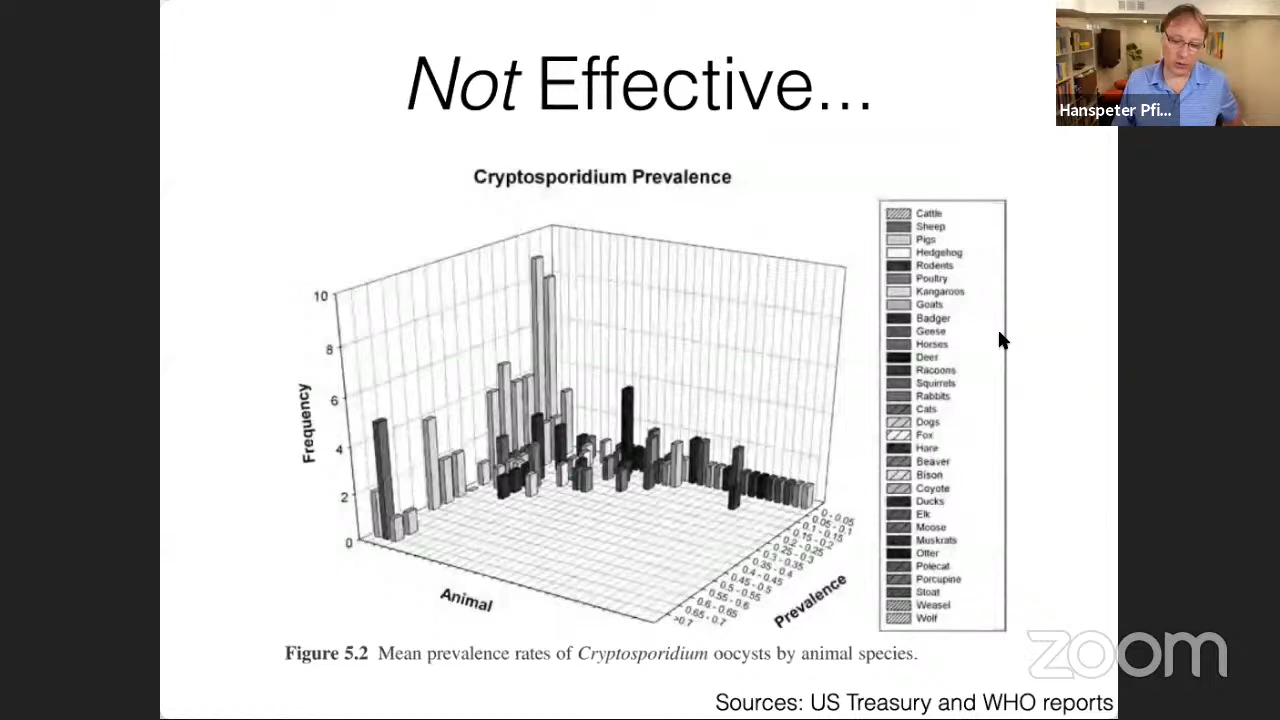 Not Effective...
Hanspeter Pfi...
Cryptosporidium Prevalence
10
8
6
4
2
0
Frequency
Animal
Prevalence
0 - 0.05
0.05 - 0.1
0.1 - 0.15
0.15 - 0.2
0.2 - 0.25
0.25 - 0.3
0.3 - 0.35
0.35 - 0.4
0.4 - 0.45
0.45 - 0.5
0.5 - 0.55
0.55 - 0.6
0.6 - 0.65
0.65 - 0.7
>0.7
Cattle
Sheep
Pigs
Hedgehog
Rodents
Poultry
Kangaroos
Goats
Badger
Geese
Horses
Deer
Racoons
Squirrels
Rabbits
Cats
Dogs
Fox
Hare
Beaver
Bison
Coyote
Ducks
Elk
Moose
Muskrats
Otter
Polecat
Porcupine
Stoat
Weasel
Wolf
Figure 5.2 Mean prevalence rates of Cryptosporidium oocysts by animal species.
zoom
Sources: US Treasury and WHO reports